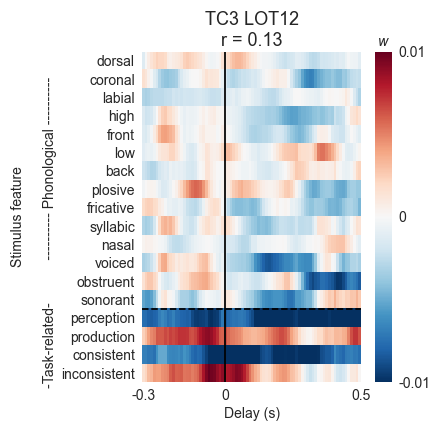 TC3 LOT12
r = 0.13
w
dorsal
coronal
labial
high
front
low
back
plosive
fricative
syllabic
nasal
voiced
obstruent
sonorant
perception
production
consistent
inconsistent
Stimulus feature
-Task-related- ---------- Phonological ----------
0.01
0
-0.01
-0.3
0
0.5
Delay (s)